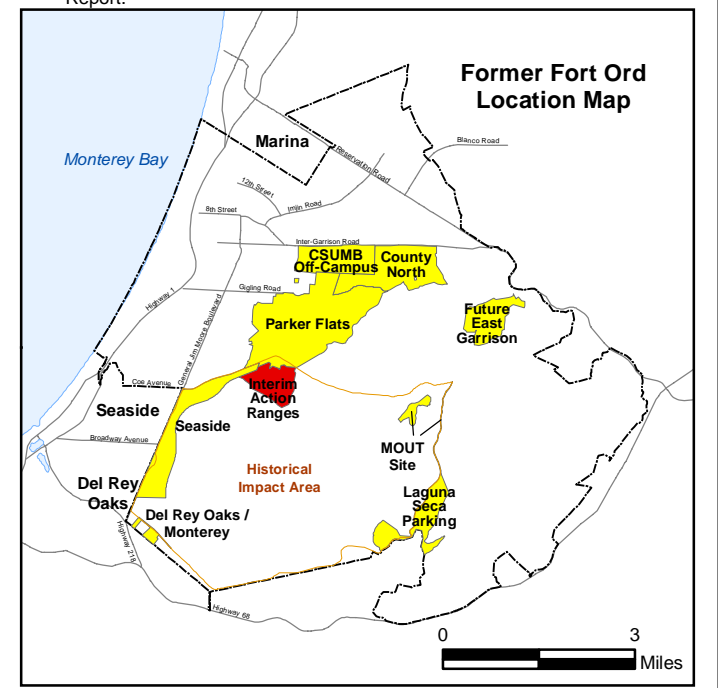 Report.
Former Fort Ord
Location Map
Marina
Monterey Bay
Blanco Road
Reservation Road
12th Street
Imjin Road
8th Street
Inter-Garrison Road
CSUMB
Off-Campus
County
North
Gigling Road
Highway 1
General Jim Moore Boulevard
Parker Flats
Future
East
Garrison
Coe Avenue
Interim
Action
Ranges
Seaside
Seaside
Broadway Avenue
MOUT
Site
Historical
Impact Area
Del Rey
Oaks
Laguna
Seca
Parking
Del Rey Oaks /
Monterey
Highway 218
Highway 68
0 3
Miles